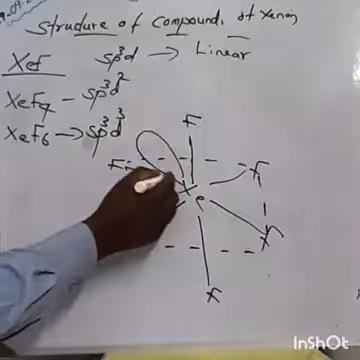 Structure of Compound of Xenon
XeF sp³d → Linear
XeF4 - sp³d²
XeF6 → sp³d³
F
F F
Xe
F
F
InShOt